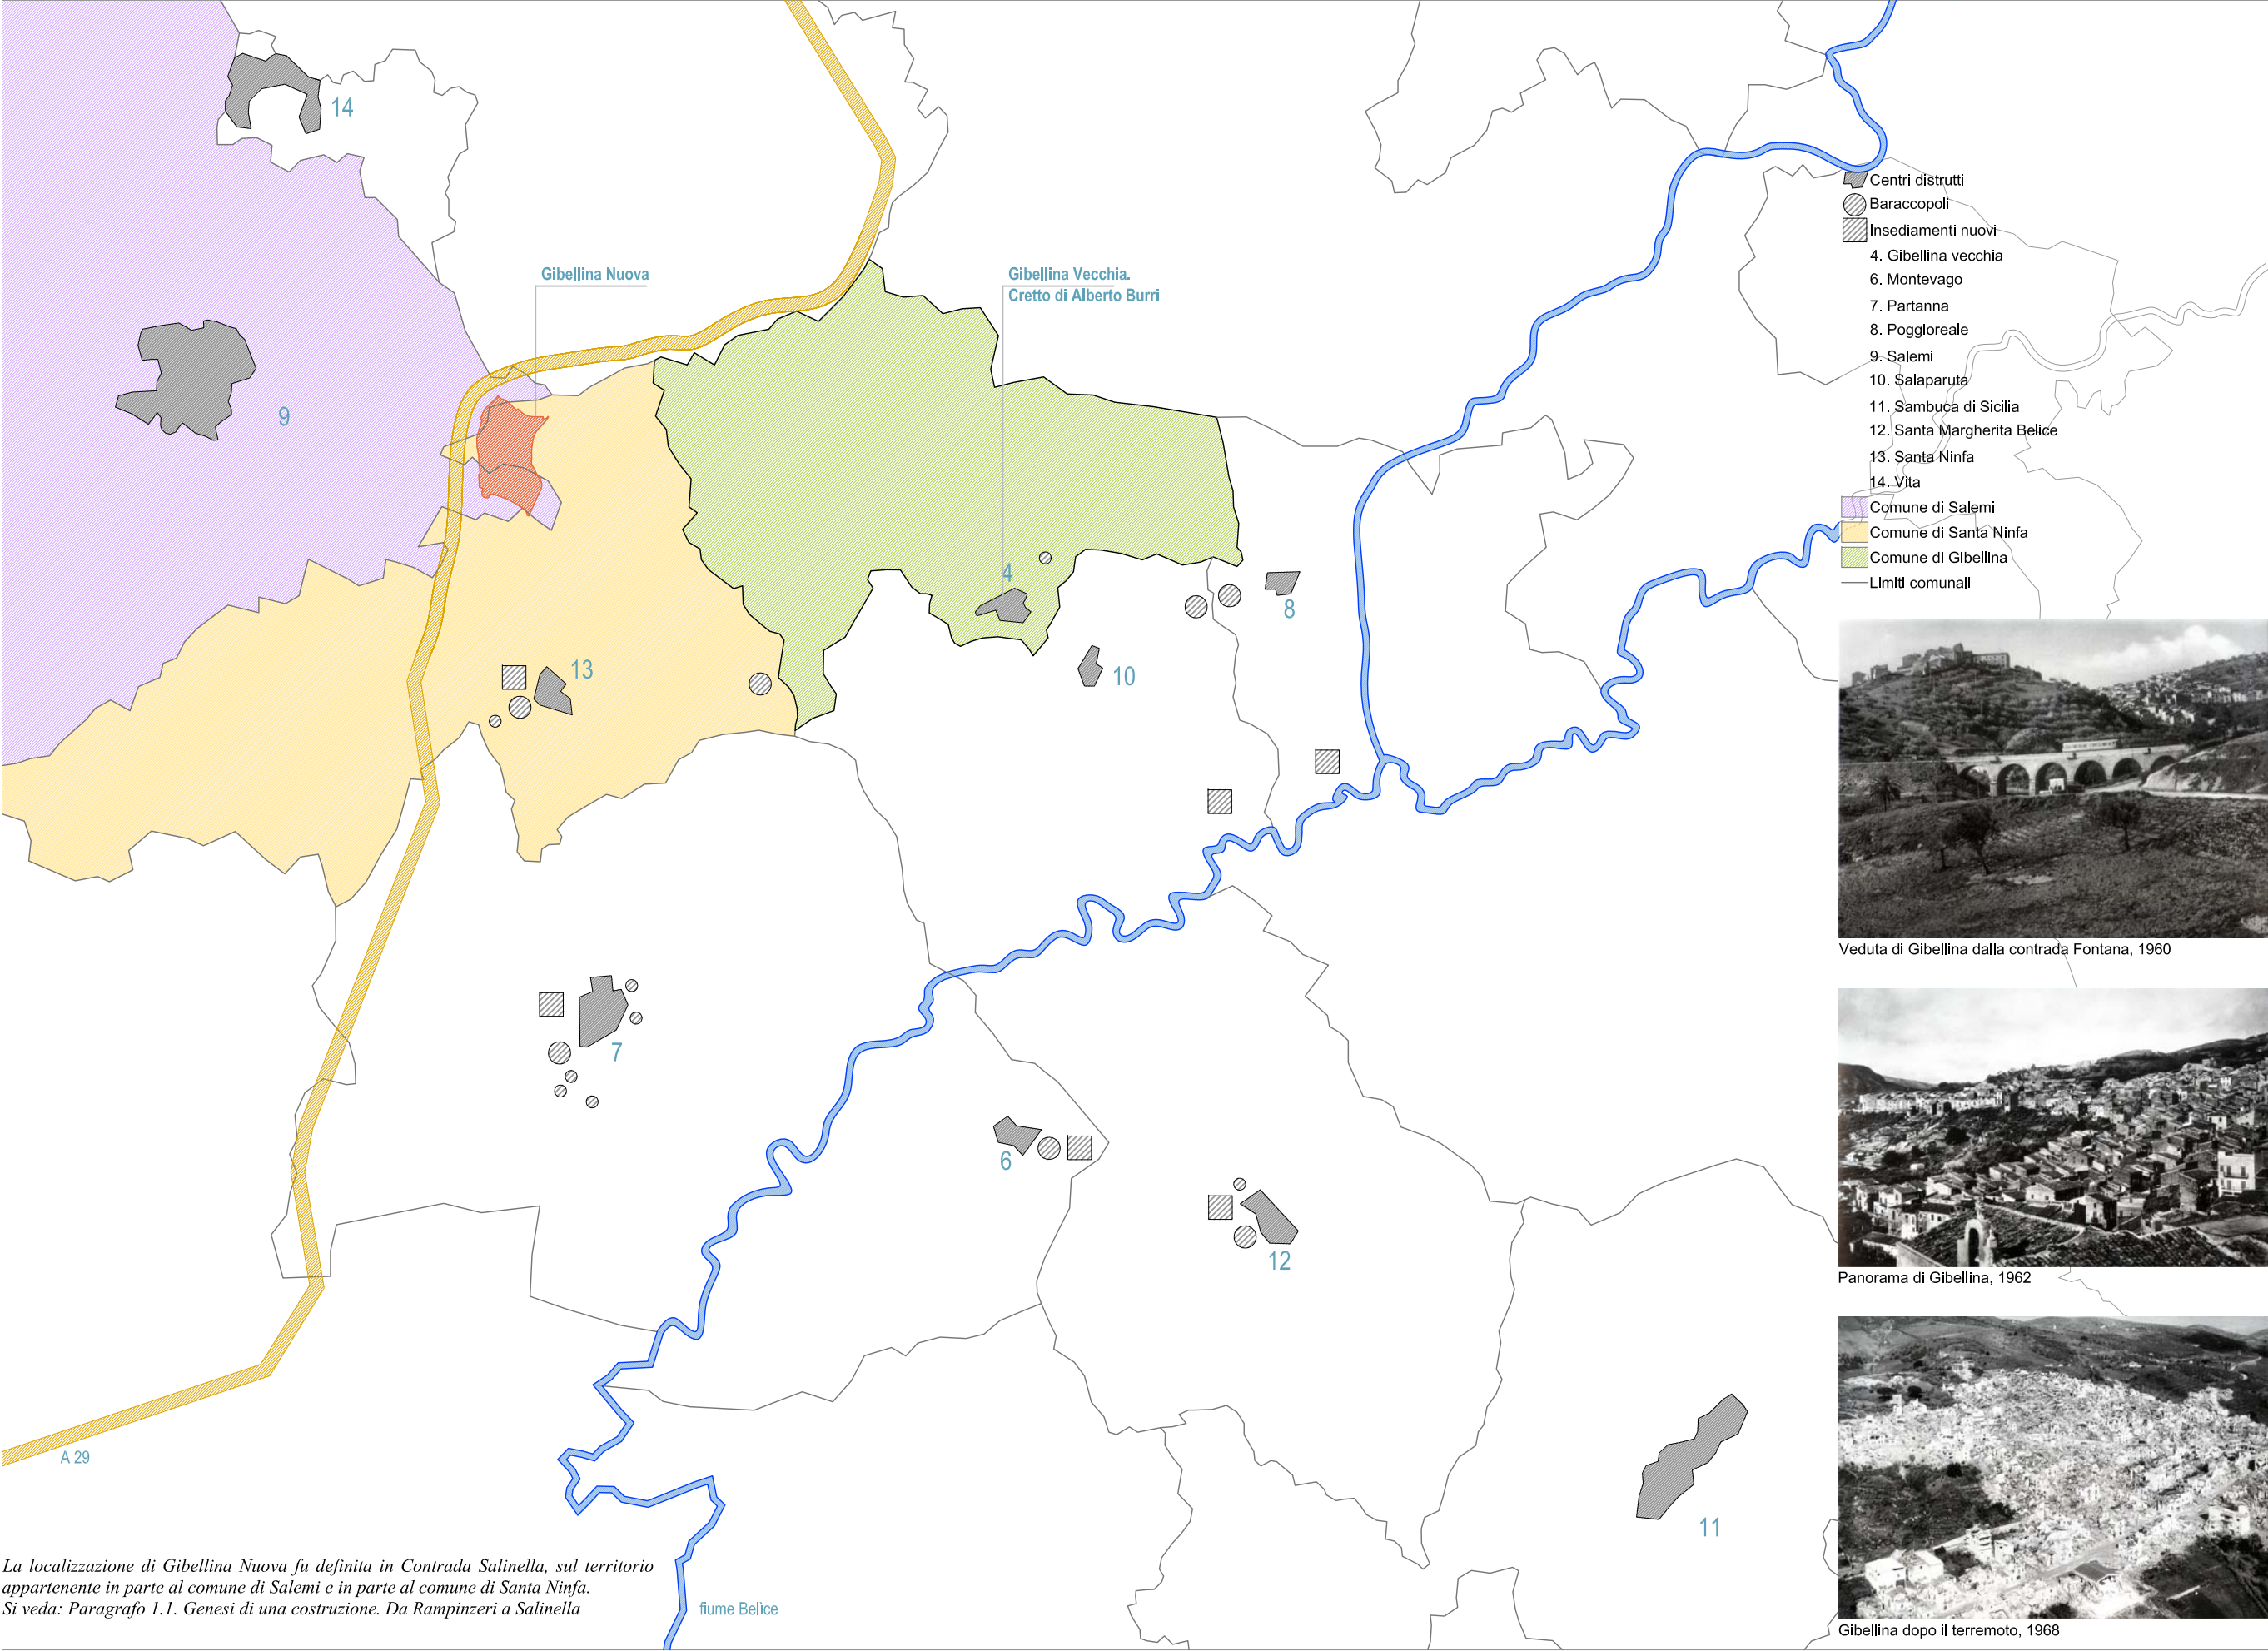 14
Gibellina Nuova
Gibellina Vecchia.
Cretto di Alberto Burri
9
4
8
13
10
7
6
12
11
A 29
fiume Belice
Centri distrutti
Baraccopoli
Insediamenti nuovi
4. Gibellina vecchia
6. Montevago
7. Partanna
8. Poggioreale
9. Salemi
10. Salaparuta
11. Sambuca di Sicilia
12. Santa Margherita Belice
13. Santa Ninfa
14. Vita
Comune di Salemi
Comune di Santa Ninfa
Comune di Gibellina
Limiti comunali
Veduta di Gibellina dalla contrada Fontana, 1960
Panorama di Gibellina, 1962
Gibellina dopo il terremoto, 1968
La localizzazione di Gibellina Nuova fu definita in Contrada Salinella, sul territorio
appartenente in parte al comune di Salemi e in parte al comune di Santa Ninfa.
Si veda: Paragrafo 1.1. Genesi di una costruzione. Da Rampinzeri a Salinella